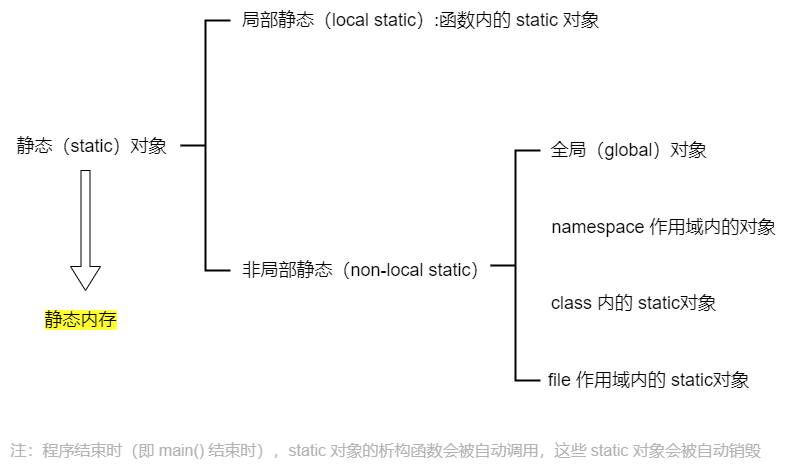 局部静态（local static）:函数内的 static 对象
静态（static）对象
全局（global）对象
namespace 作用域内的对象
非局部静态（non-local static）
class 内的 static对象
静态内存
file 作用域内的 static对象
注：程序结束时（即 main() 结束时），static 对象的析构函数会被自动调用，这些 static 对象会被自动销毁